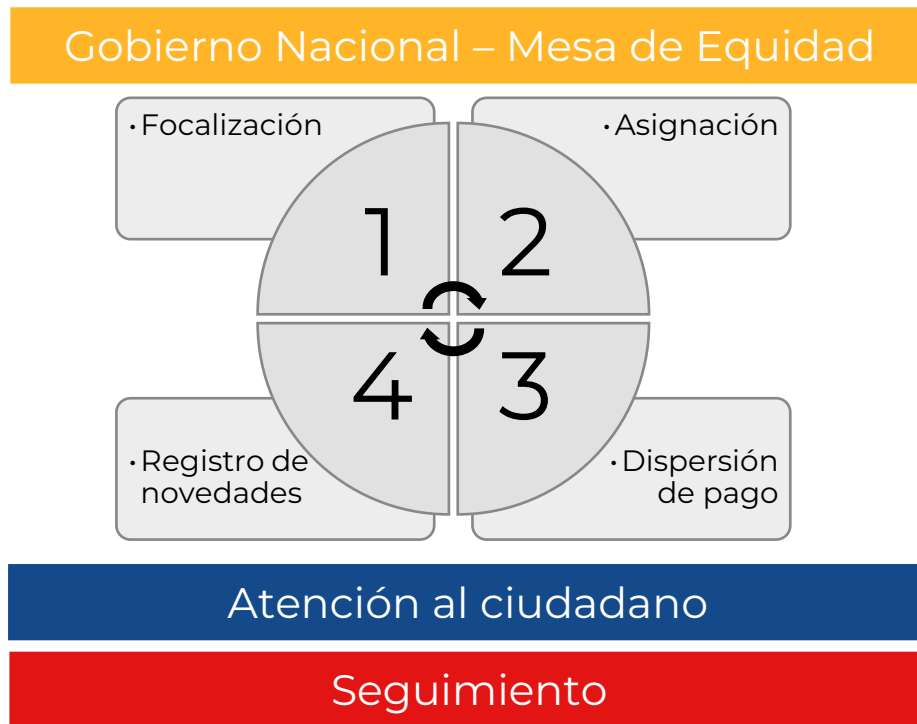 Gobierno Nacional – Mesa de Equidad
· Focalización
· Asignación
1
2
4
3
· Registro de
novedades
· Dispersión
de pago
Atención al ciudadano
Seguimiento